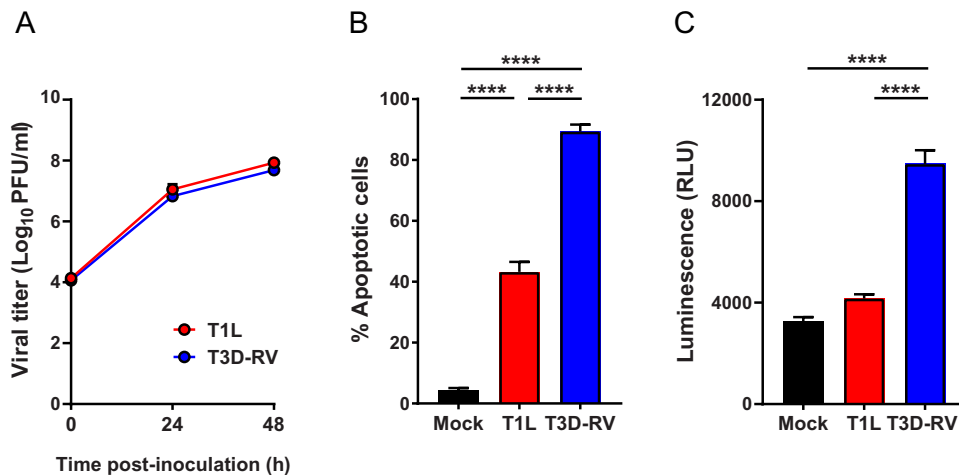 A
Viral titer (Log10 PFU/ml)
10
8
6
4
2
0
0 24 48
Time post-inoculation (h)
T1L
T3D-RV
B
% Apoptotic cells
100
80
60
40
20
0
****
**** ****
Mock T1L T3D-RV
C
Luminescence (RLU)
12000
8000
4000
0
****
****
Mock T1L T3D-RV